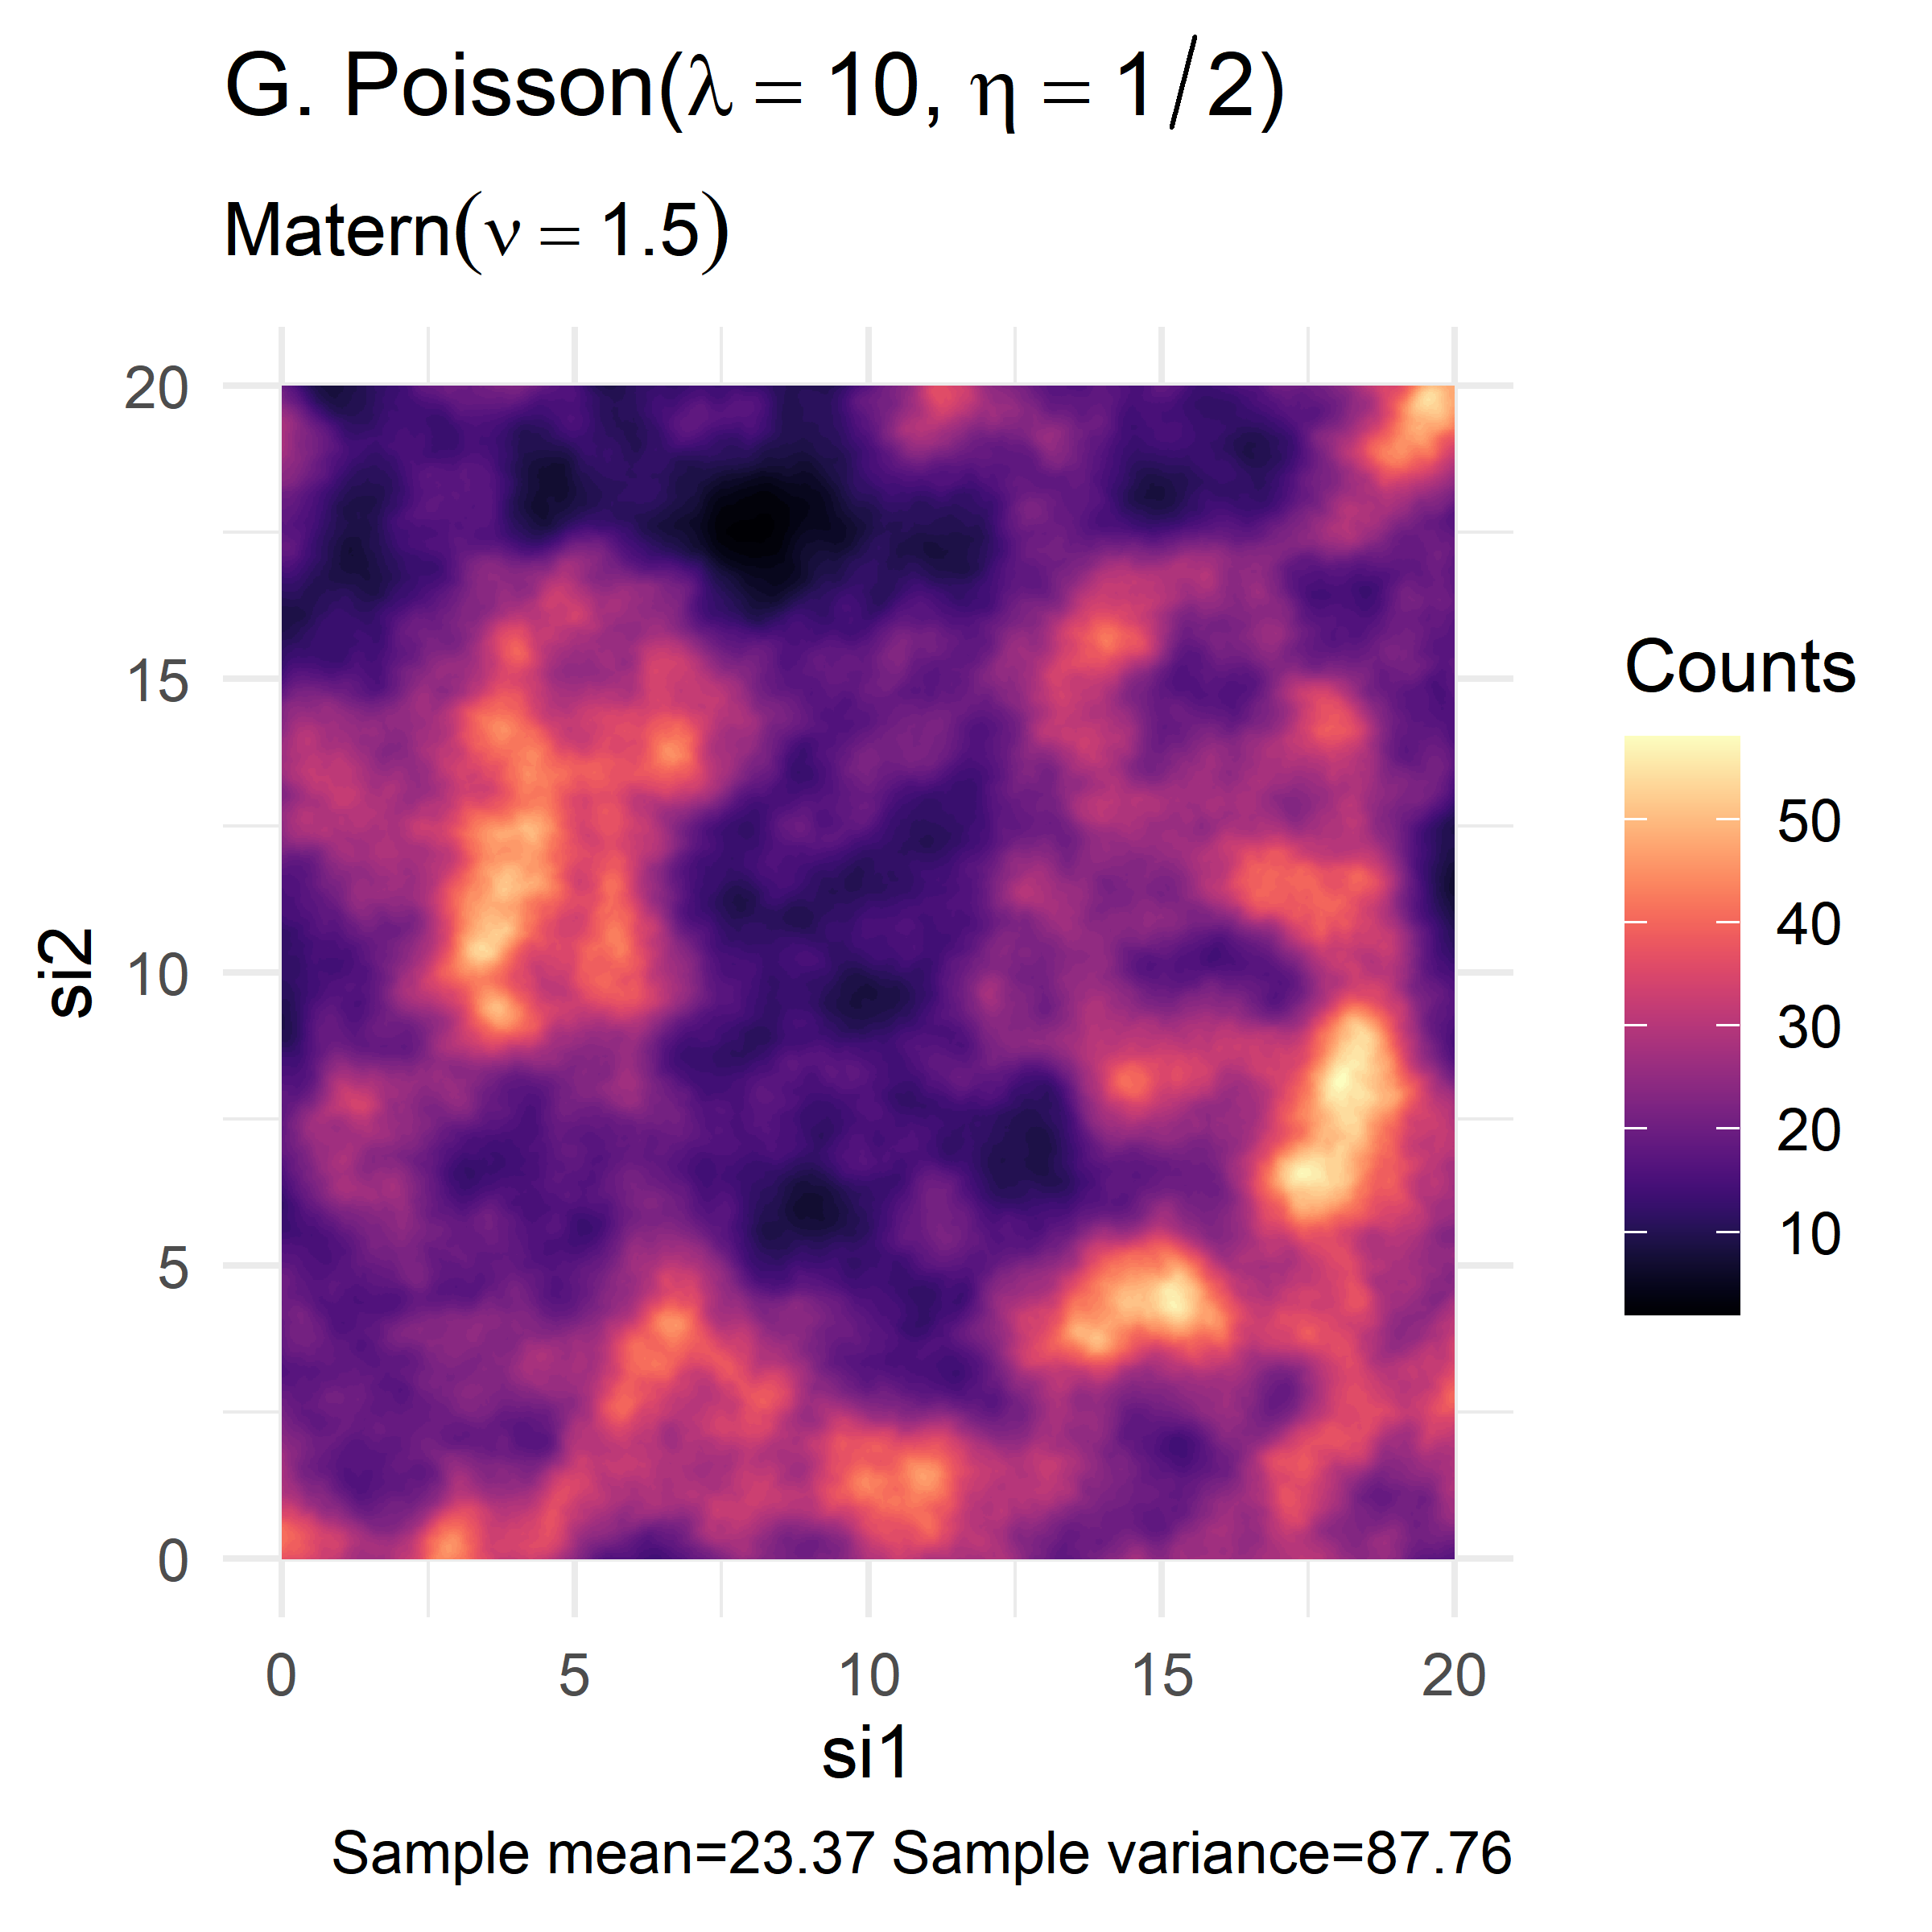 G. Poisson(λ = 10, η = 1/2)
Matern(ν = 1.5)
20
15
10
5
0
si2
0 5 10 15 20
si1
Counts
50
40
30
20
10
Sample mean=23.37 Sample variance=87.76